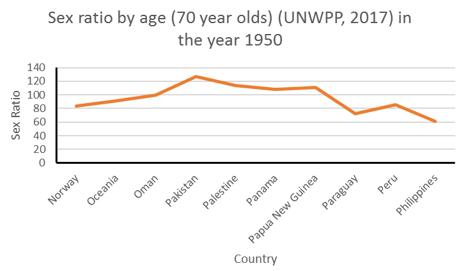 Sex ratio by age (70 year olds) (UNWPP, 2017) in
the year 1950
140
120
100
80
60
40
20
0
Sex Ratio
Norway
Oceania
Oman
Pakistan
Palestine
Panama
Papua New Guinea
Paraguay
Peru
Philippines
Country